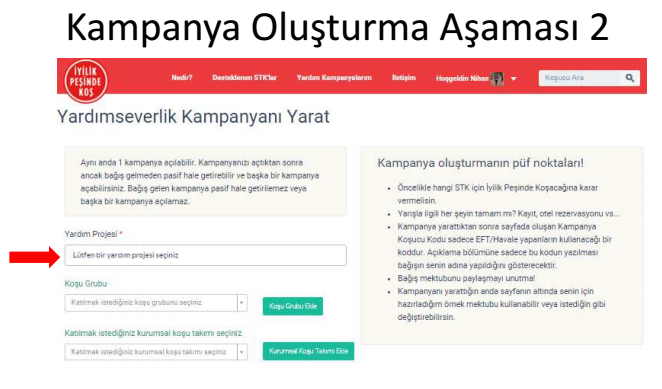 Kampanya Oluşturma Aşaması 2
İYİLİK
PEŞİNDE
KOŞ
Nedir?
Desteklenen STK'lar
Yardım Kampanyalarım
İletişim
Hoşgeldin Nihan
Koşucu Ara
Yardımseverlik Kampanyanı Yarat
Aynı anda 1 kampanya açılabilir. Kampanyanızı açtıktan sonra
ancak bağış gelmeden pasif hale getirebilir ve başka bir kampanya
açabilirsiniz. Bağış gelen kampanya pasif hale getirilemez veya
başka bir kampanya açılamaz.
Yardım Projesi *
Lütfen bir yardım projesi seçiniz
Koşu Grubu
Katılmak istediğiniz koşu grubunu seçiniz
Koşu Grubu Ekle
Katılmak istediğiniz kurumsal koşu takımı seçiniz
Katılmak istediğiniz kurumsal koşu takımı seçiniz
Kurumsal Koşu Takımı Ekle
Kampanya oluşturmanın püf noktaları!
• Öncelikle hangi STK için İyilik Peşinde Koşacağına karar
vermelisin.
• Yarışla ilgili her şeyin tamam mı? Kayıt, otel rezervasyonu vs...
• Kampanya yarattıktan sonra sayfada oluşan Kampanya
Koşucu Kodu sadece EFT/Havale yapanların kullanacağı bir
koddur. Açıklama bölümüne sadece bu kodun yazılması
bağışın senin adına yapıldığını gösterecektir.
• Bağış mektubunu paylaşmayı unutma!
• Kampanyanı yarattığın anda sayfanın altında senin için
hazırladığım örnek mektubu kullanabilir veya istediğin gibi
değiştirebilirsin.